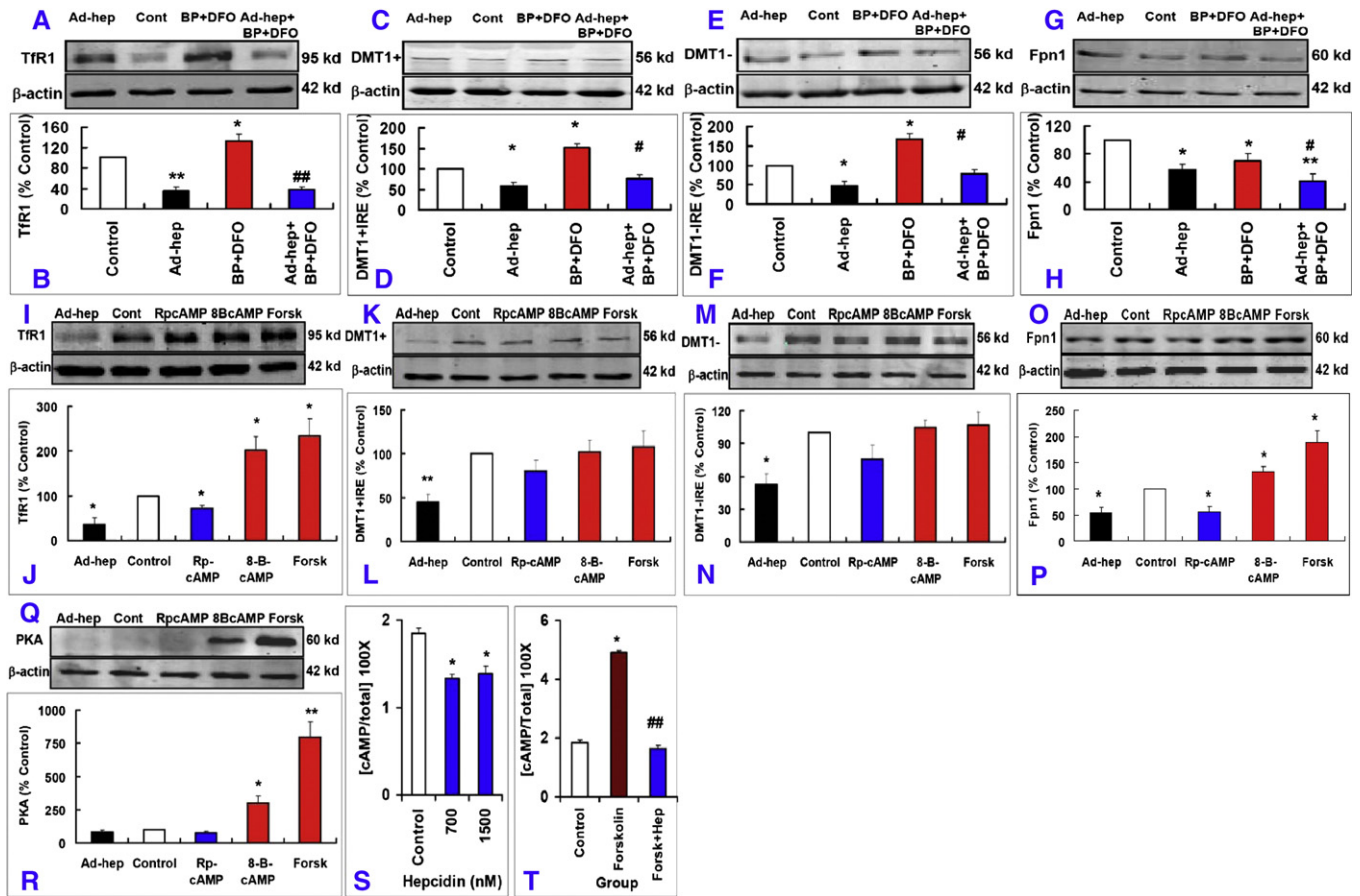 A Ad-hep Cont BP+DFO Ad-hep+ BP+DFO
TfR1 95 kd
β-actin 42 kd
TfR1 (% Control)
160
120
80
40
0
* ** ##
Control Ad-hep BP+DFO Ad-hep+ BP+DFO
B
C Ad-hep Cont BP+DFO Ad-hep+ BP+DFO
DMT1+ 56 kd
β-actin 42 kd
DMT1+IRE (% Control)
200
150
100
50
0
* * #
Control Ad-hep BP+DFO Ad-hep+ BP+DFO
D
E Ad-hep Cont BP+DFO Ad-hep+ BP+DFO
DMT1- 56 kd
β-actin 42 kd
DMT1-IRE (% Control)
200
150
100
50
0
* * #
Control Ad-hep BP+DFO Ad-hep+ BP+DFO
F
G Ad-hep Cont BP+DFO Ad-hep+ BP+DFO
Fpn1 60 kd
β-actin 42 kd
Fpn1 (% Control)
120
80
40
0
* * # **
Control Ad-hep BP+DFO Ad-hep+ BP+DFO
H
I Ad-hep Cont RpcAMP 8BcAMP Forsk
TfR1 95 kd
β-actin 42 kd
TfR1 (% Control)
300
200
100
0
* * * *
Ad-hep Control Rp-cAMP 8-B-cAMP Forsk
J
K Ad-hep Cont RpcAMP 8BcAMP Forsk
DMT1+ 56 kd
β-actin 42 kd
DMT1+IRE (% Control)
150
100
50
0
**
Ad-hep Control Rp-cAMP 8-B-cAMP Forsk
L
M Ad-hep Cont RpcAMP 8BcAMP Forsk
DMT1- 56 kd
β-actin 42 kd
DMT1-IRE (% Control)
120
90
60
30
0
*
Ad-hep Control Rp-cAMP 8-B-cAMP Forsk
N
O Ad-hep Cont RpcAMP 8BcAMP Forsk
Fpn1 60 kd
β-actin 42 kd
Fpn1 (% Control)
250
200
150
100
50
0
* * * *
Ad-hep Control Rp-cAMP 8-B-cAMP Forsk
P
Q Ad-hep Cont RpcAMP 8BcAMP Forsk
PKA 60 kd
β-actin 42 kd
PKA (% Control)
1000
750
500
250
0
* **
Ad-hep Control Rp-cAMP 8-B-cAMP Forsk
R
[cAMP/total] 100X
2
1
0
* *
Control 700 1500
S Hepcidin (nM)
[cAMP/Total] 100X
6
4
2
0
* ##
Control Forskolin Forsk+Hep
T Group